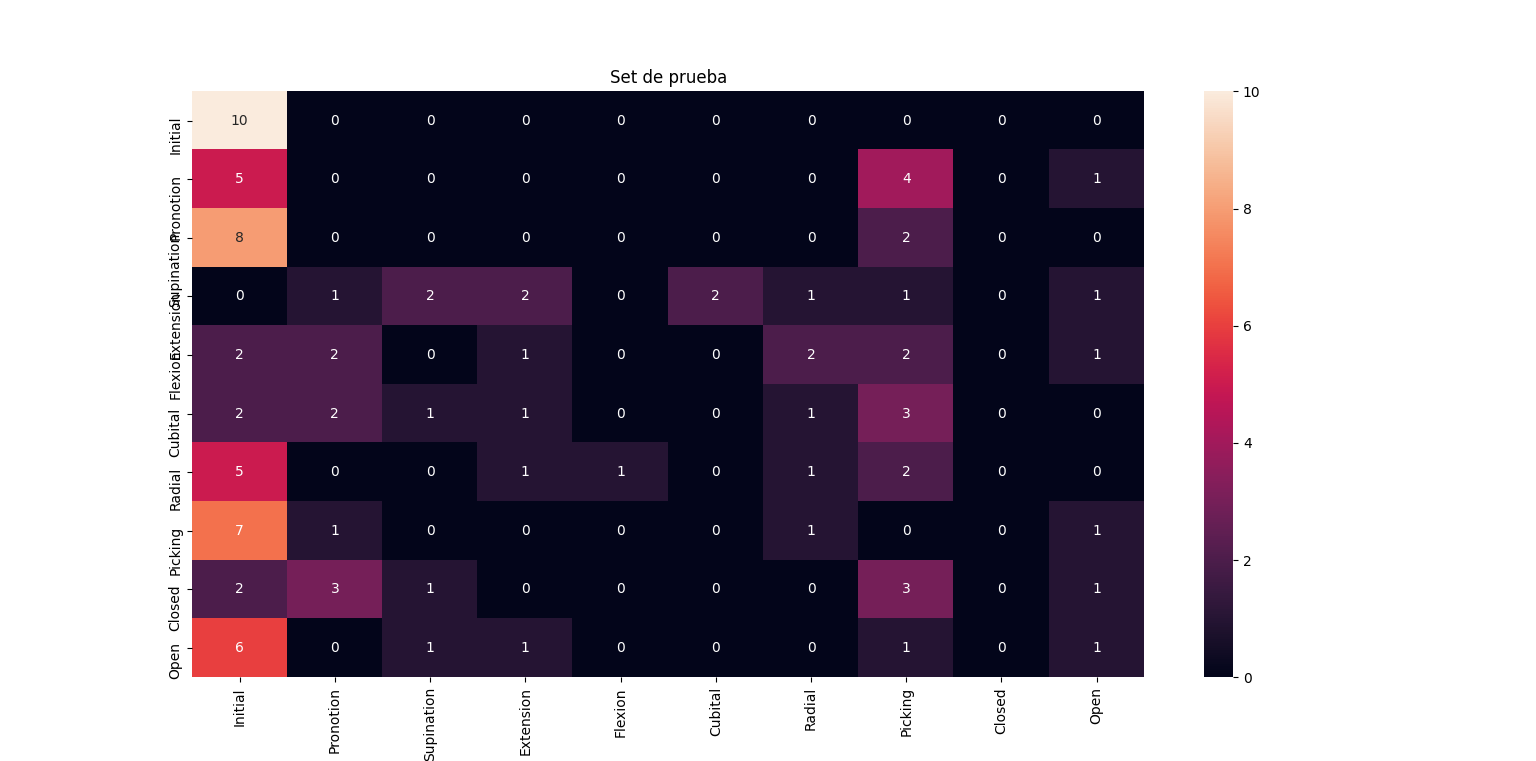 Set de prueba
Initial
10 0 0 0 0 0 0 0 0 0
Pronotion
5 0 0 0 0 0 0 4 0 1
Supination
8 0 0 0 0 0 0 2 0 0
Extension
0 1 2 2 0 2 1 1 0 1
Flexion
2 2 0 1 0 0 2 2 0 1
Cubital
2 2 1 1 0 0 1 3 0 0
Radial
5 0 0 1 1 0 1 2 0 0
Picking
7 1 0 0 0 0 1 0 0 1
Closed
2 3 1 0 0 0 0 3 0 1
Open
6 0 1 1 0 0 0 1 0 1
Initial
Pronotion
Supination
Extension
Flexion
Cubital
Radial
Picking
Closed
Open
10
8
6
4
2
0